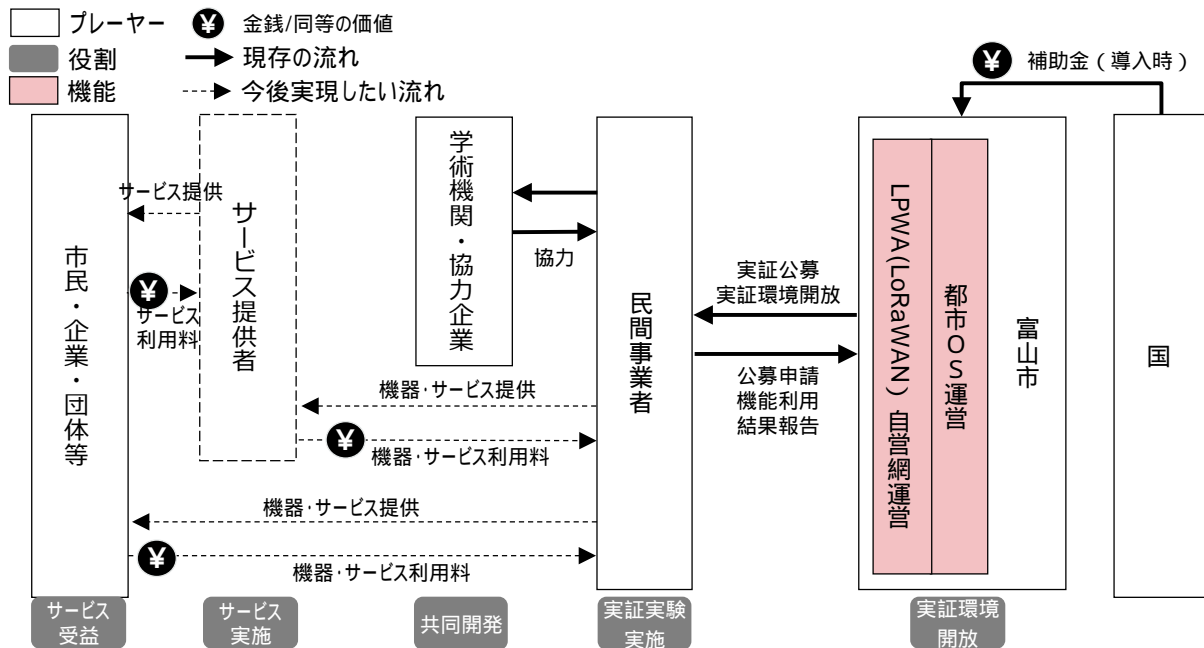 プレーヤー
¥ 金銭/同等の価値
役割
現存の流れ
機能
今後実現したい流れ
¥ 補助金（導入時）
市民・企業・団体等
サービス提供
¥
サービス
利用料
サービス提供者
学術機関・協力企業
協力
民間事業者
実証公募
実証環境開放
公募申請
機能利用
結果報告
LPWA(LoRaWAN）自営網運営
都市OS運営
富山市
国
機器･サービス提供
¥
機器･サービス利用料
機器･サービス提供
¥
機器･サービス利用料
サービス
受益
サービス
実施
共同開発
実証実験
実施
実証環境
開放